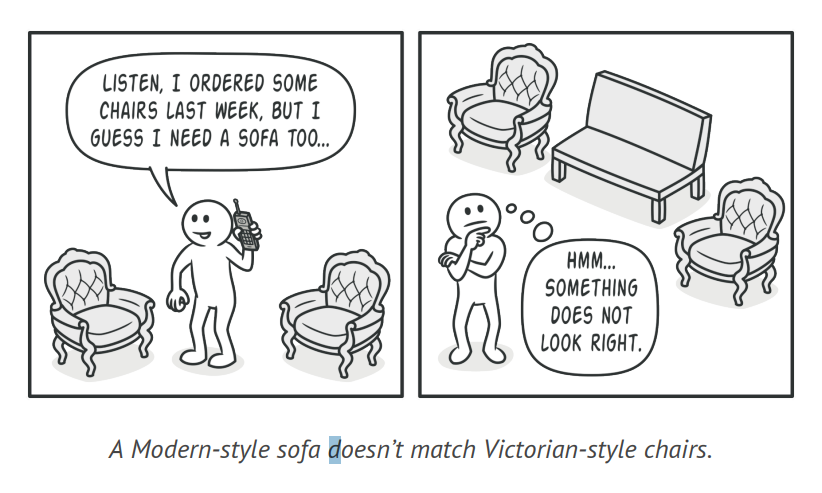 LISTEN, I ORDERED SOME
CHAIRS LAST WEEK, BUT I
GUESS I NEED A SOFA TOO...
HMM...
SOMETHING
DOES NOT
LOOK RIGHT.
A Modern-style sofa doesn't match Victorian-style chairs.